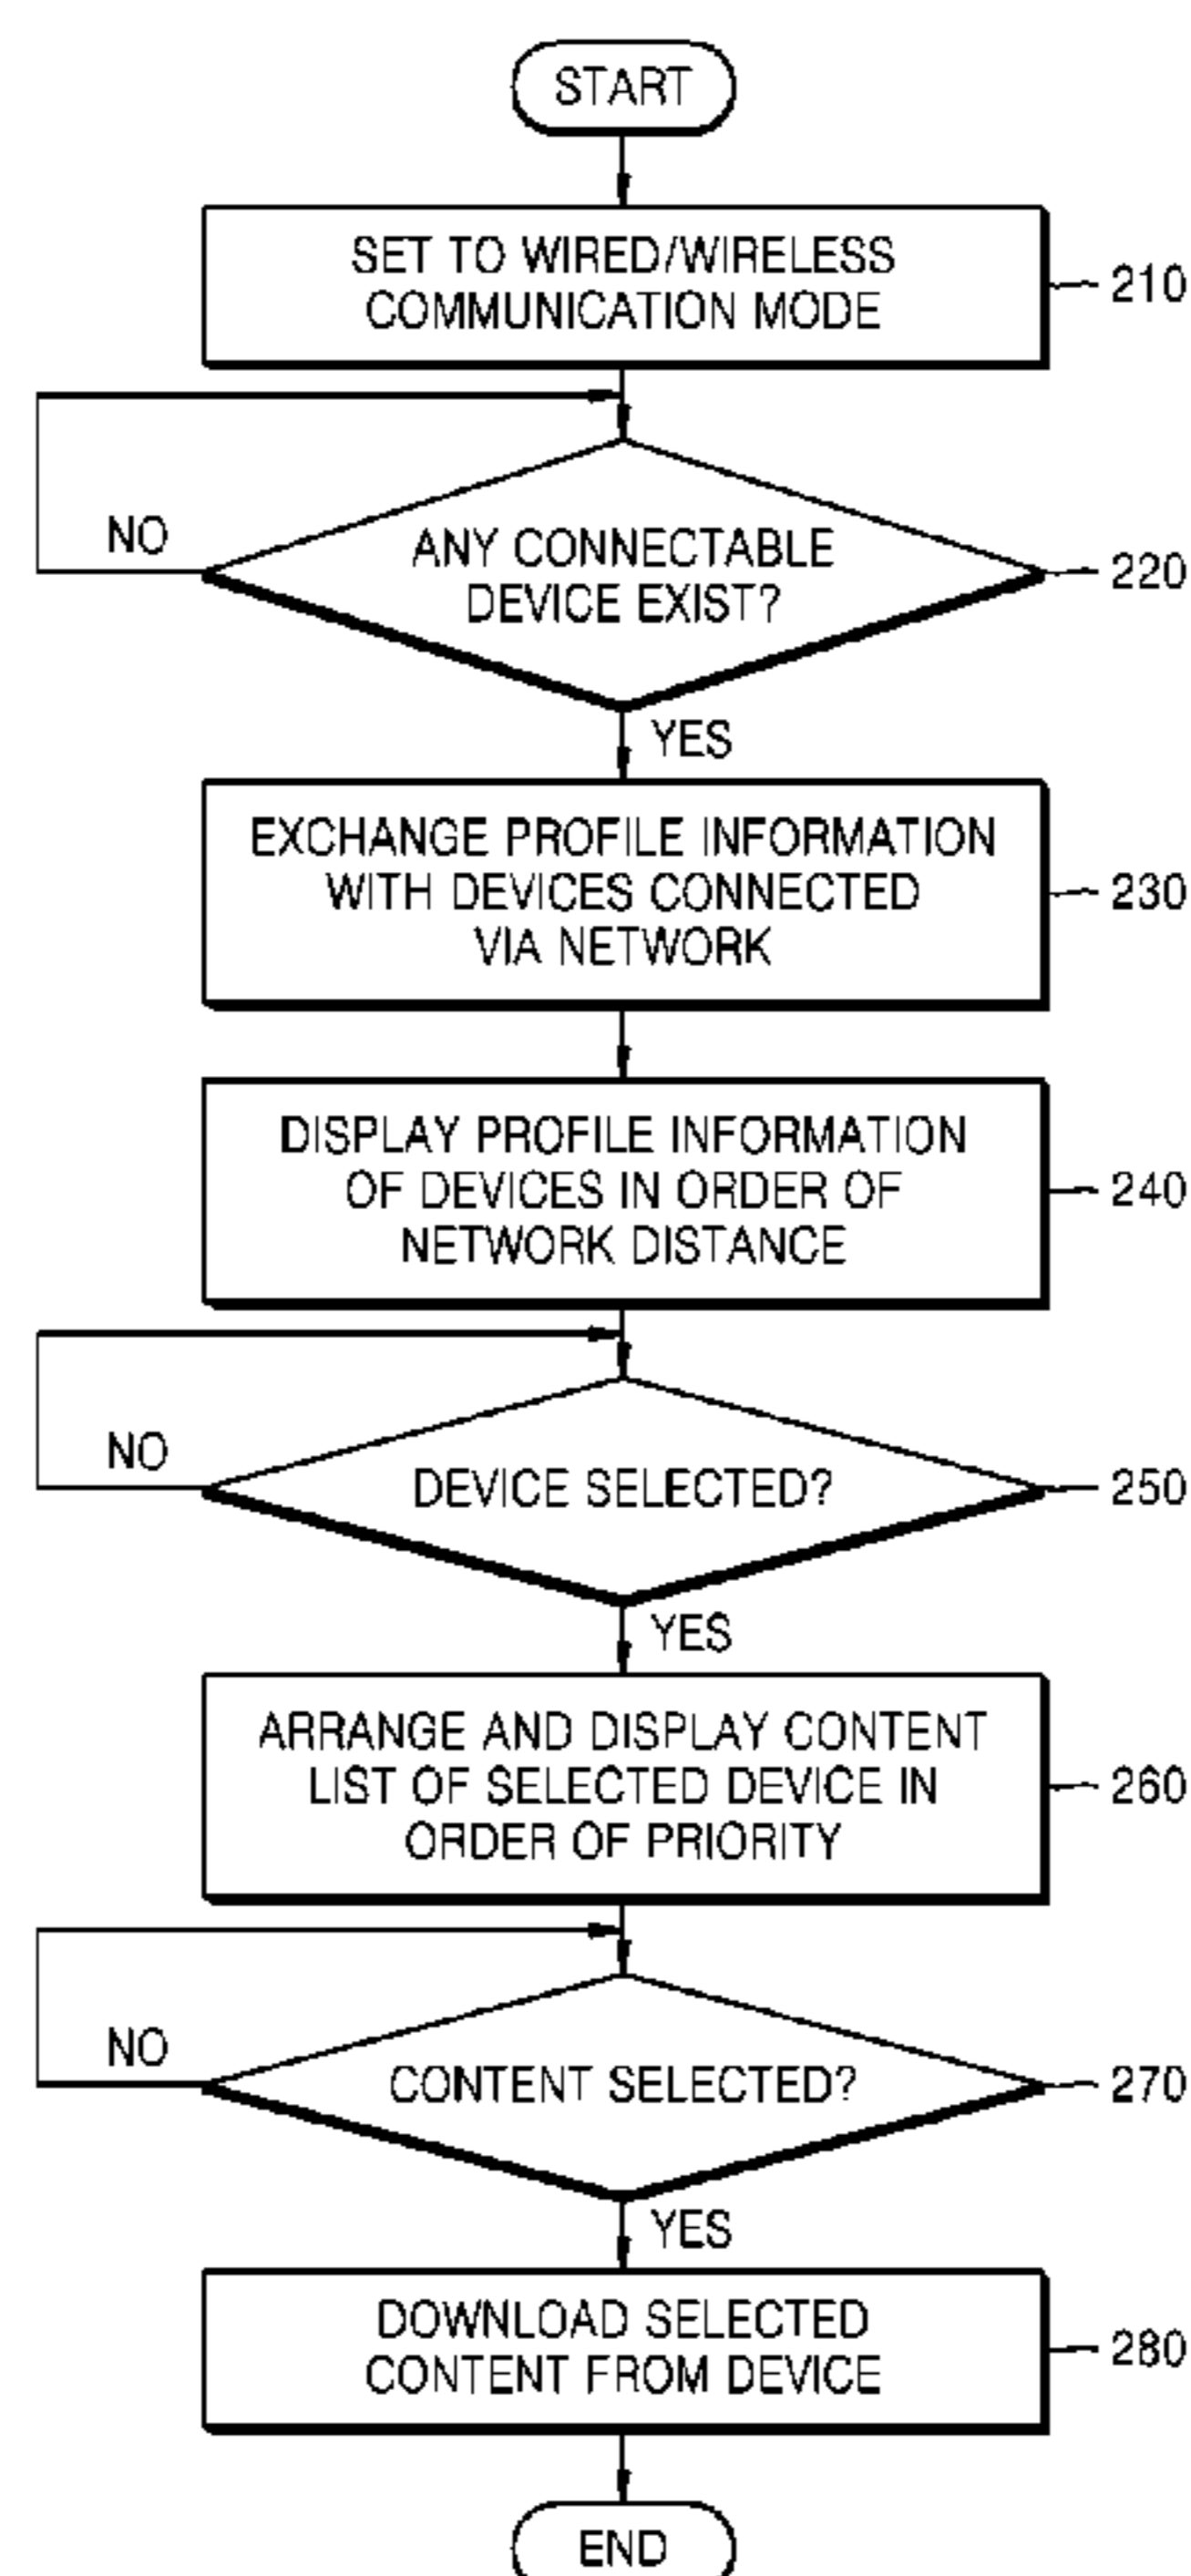 START
SET TO WIRED/WIRELESS
COMMUNICATION MODE
210
NO
ANY CONNECTABLE
DEVICE EXIST?
220
YES
EXCHANGE PROFILE INFORMATION
WITH DEVICES CONNECTED
VIA NETWORK
230
DISPLAY PROFILE INFORMATION
OF DEVICES IN ORDER OF
NETWORK DISTANCE
240
NO
DEVICE SELECTED?
250
YES
ARRANGE AND DISPLAY CONTENT
LIST OF SELECTED DEVICE IN
ORDER OF PRIORITY
260
NO
CONTENT SELECTED?
270
YES
DOWNLOAD SELECTED
CONTENT FROM DEVICE
280
END